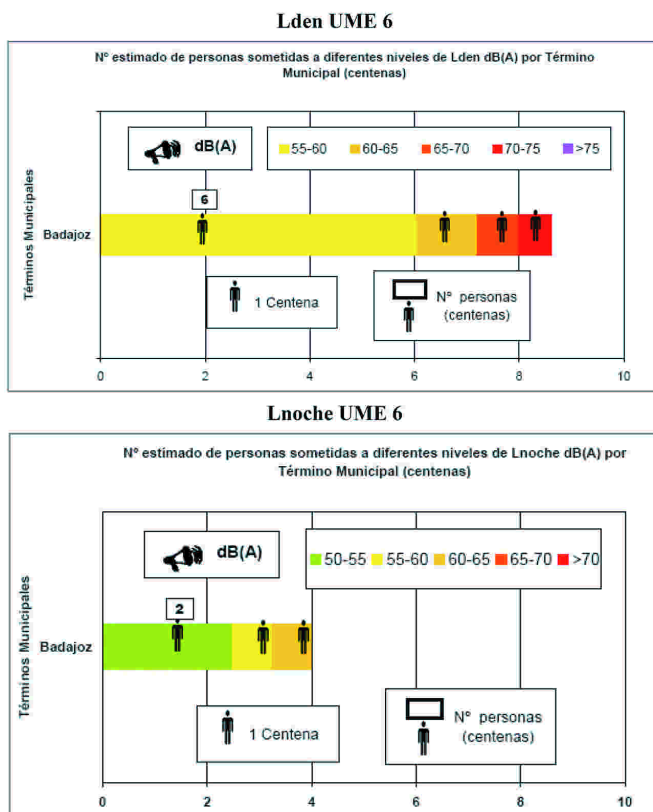 Lden UME 6
Nº estimado de personas sometidas a diferentes niveles de Lden dB(A) por Término
Municipal (centenas)
dB(A)
55-60 60-65 65-70 70-75 >75
6
Términos Municipales
Badajoz
1 Centena
Nº personas
(centenas)
0 2 4 6 8 10
Lnoche UME 6
Nº estimado de personas sometidas a diferentes niveles de Lnoche dB(A) por
Término Municipal (centenas)
dB(A)
50-55 55-60 60-65 65-70 >70
2
Términos Municipales
Badajoz
1 Centena
Nº personas
(centenas)
0 2 4 6 8 10